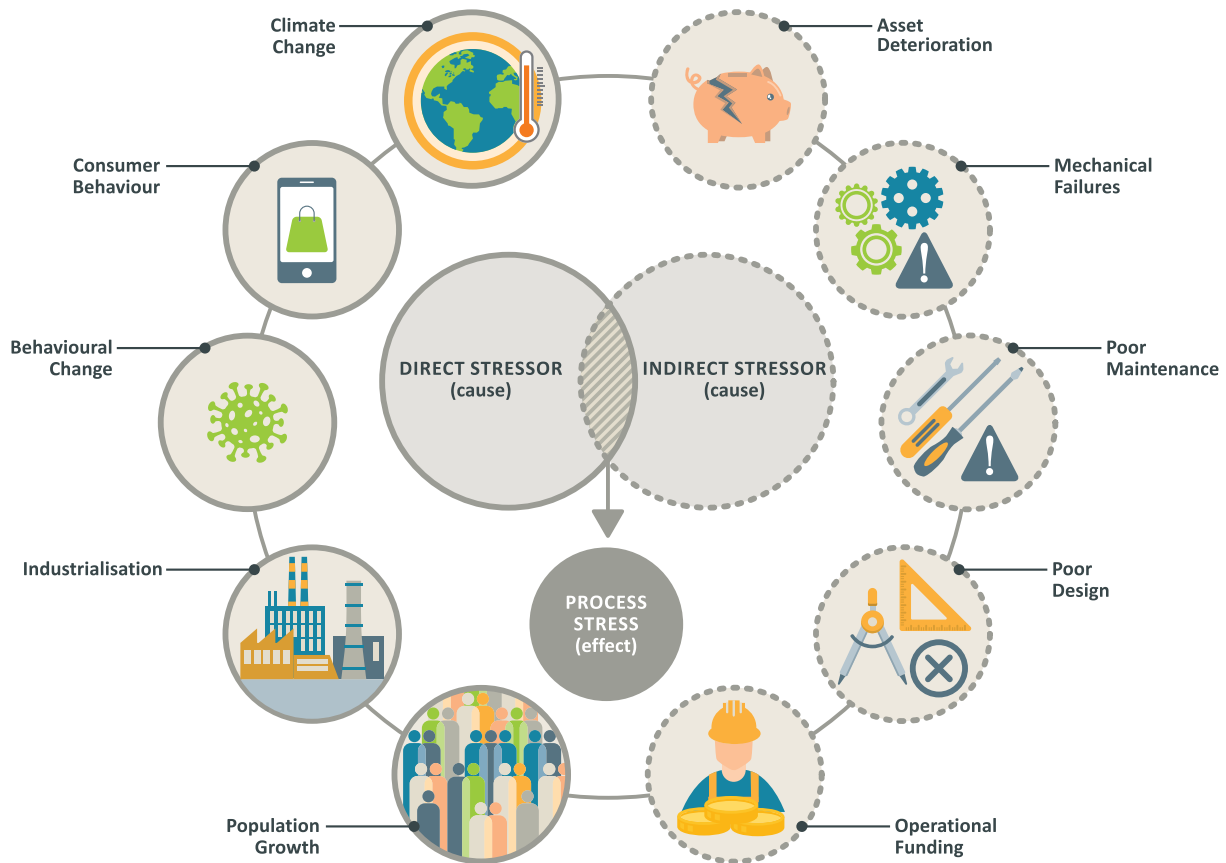 Climate
Change
Asset
Deterioration
Consumer
Behaviour
Mechanical
Failures
Behavioural
Change
DIRECT STRESSOR
(cause)
INDIRECT STRESSOR
(cause)
Poor
Maintenance
Industrialisation
PROCESS
STRESS
(effect)
Poor
Design
Population
Growth
Operational
Funding